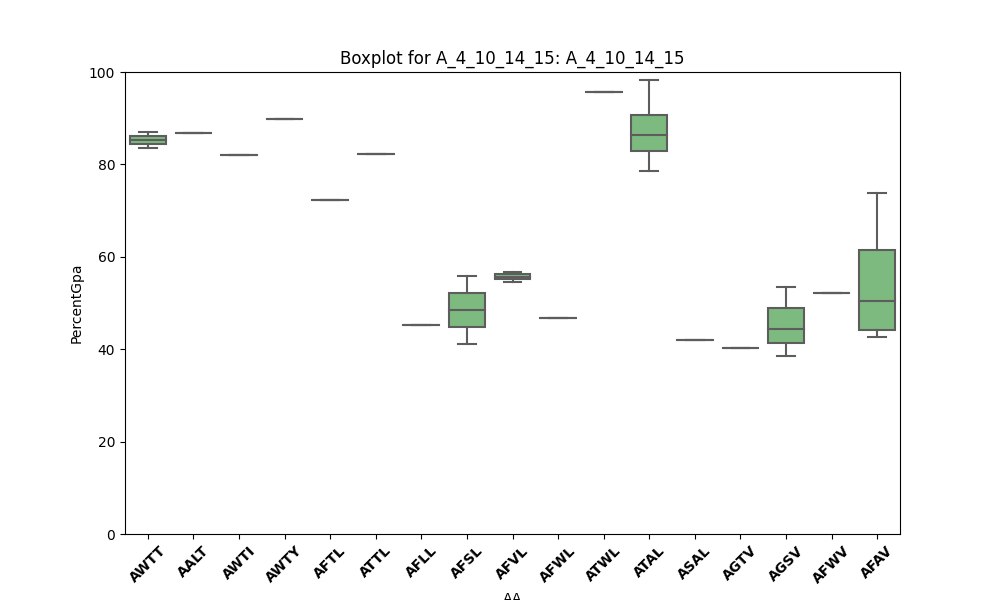 Boxplot for A_4_10_14_15: A_4_10_14_15
100
80
60
40
20
0
PercentGpa
AWTT AALT AWTI AWTY AFTL ATTL AFLL AFSL AFVL AFWL ATWL ATAL ASAL AGTV AGSV AFWV AFAV
AA